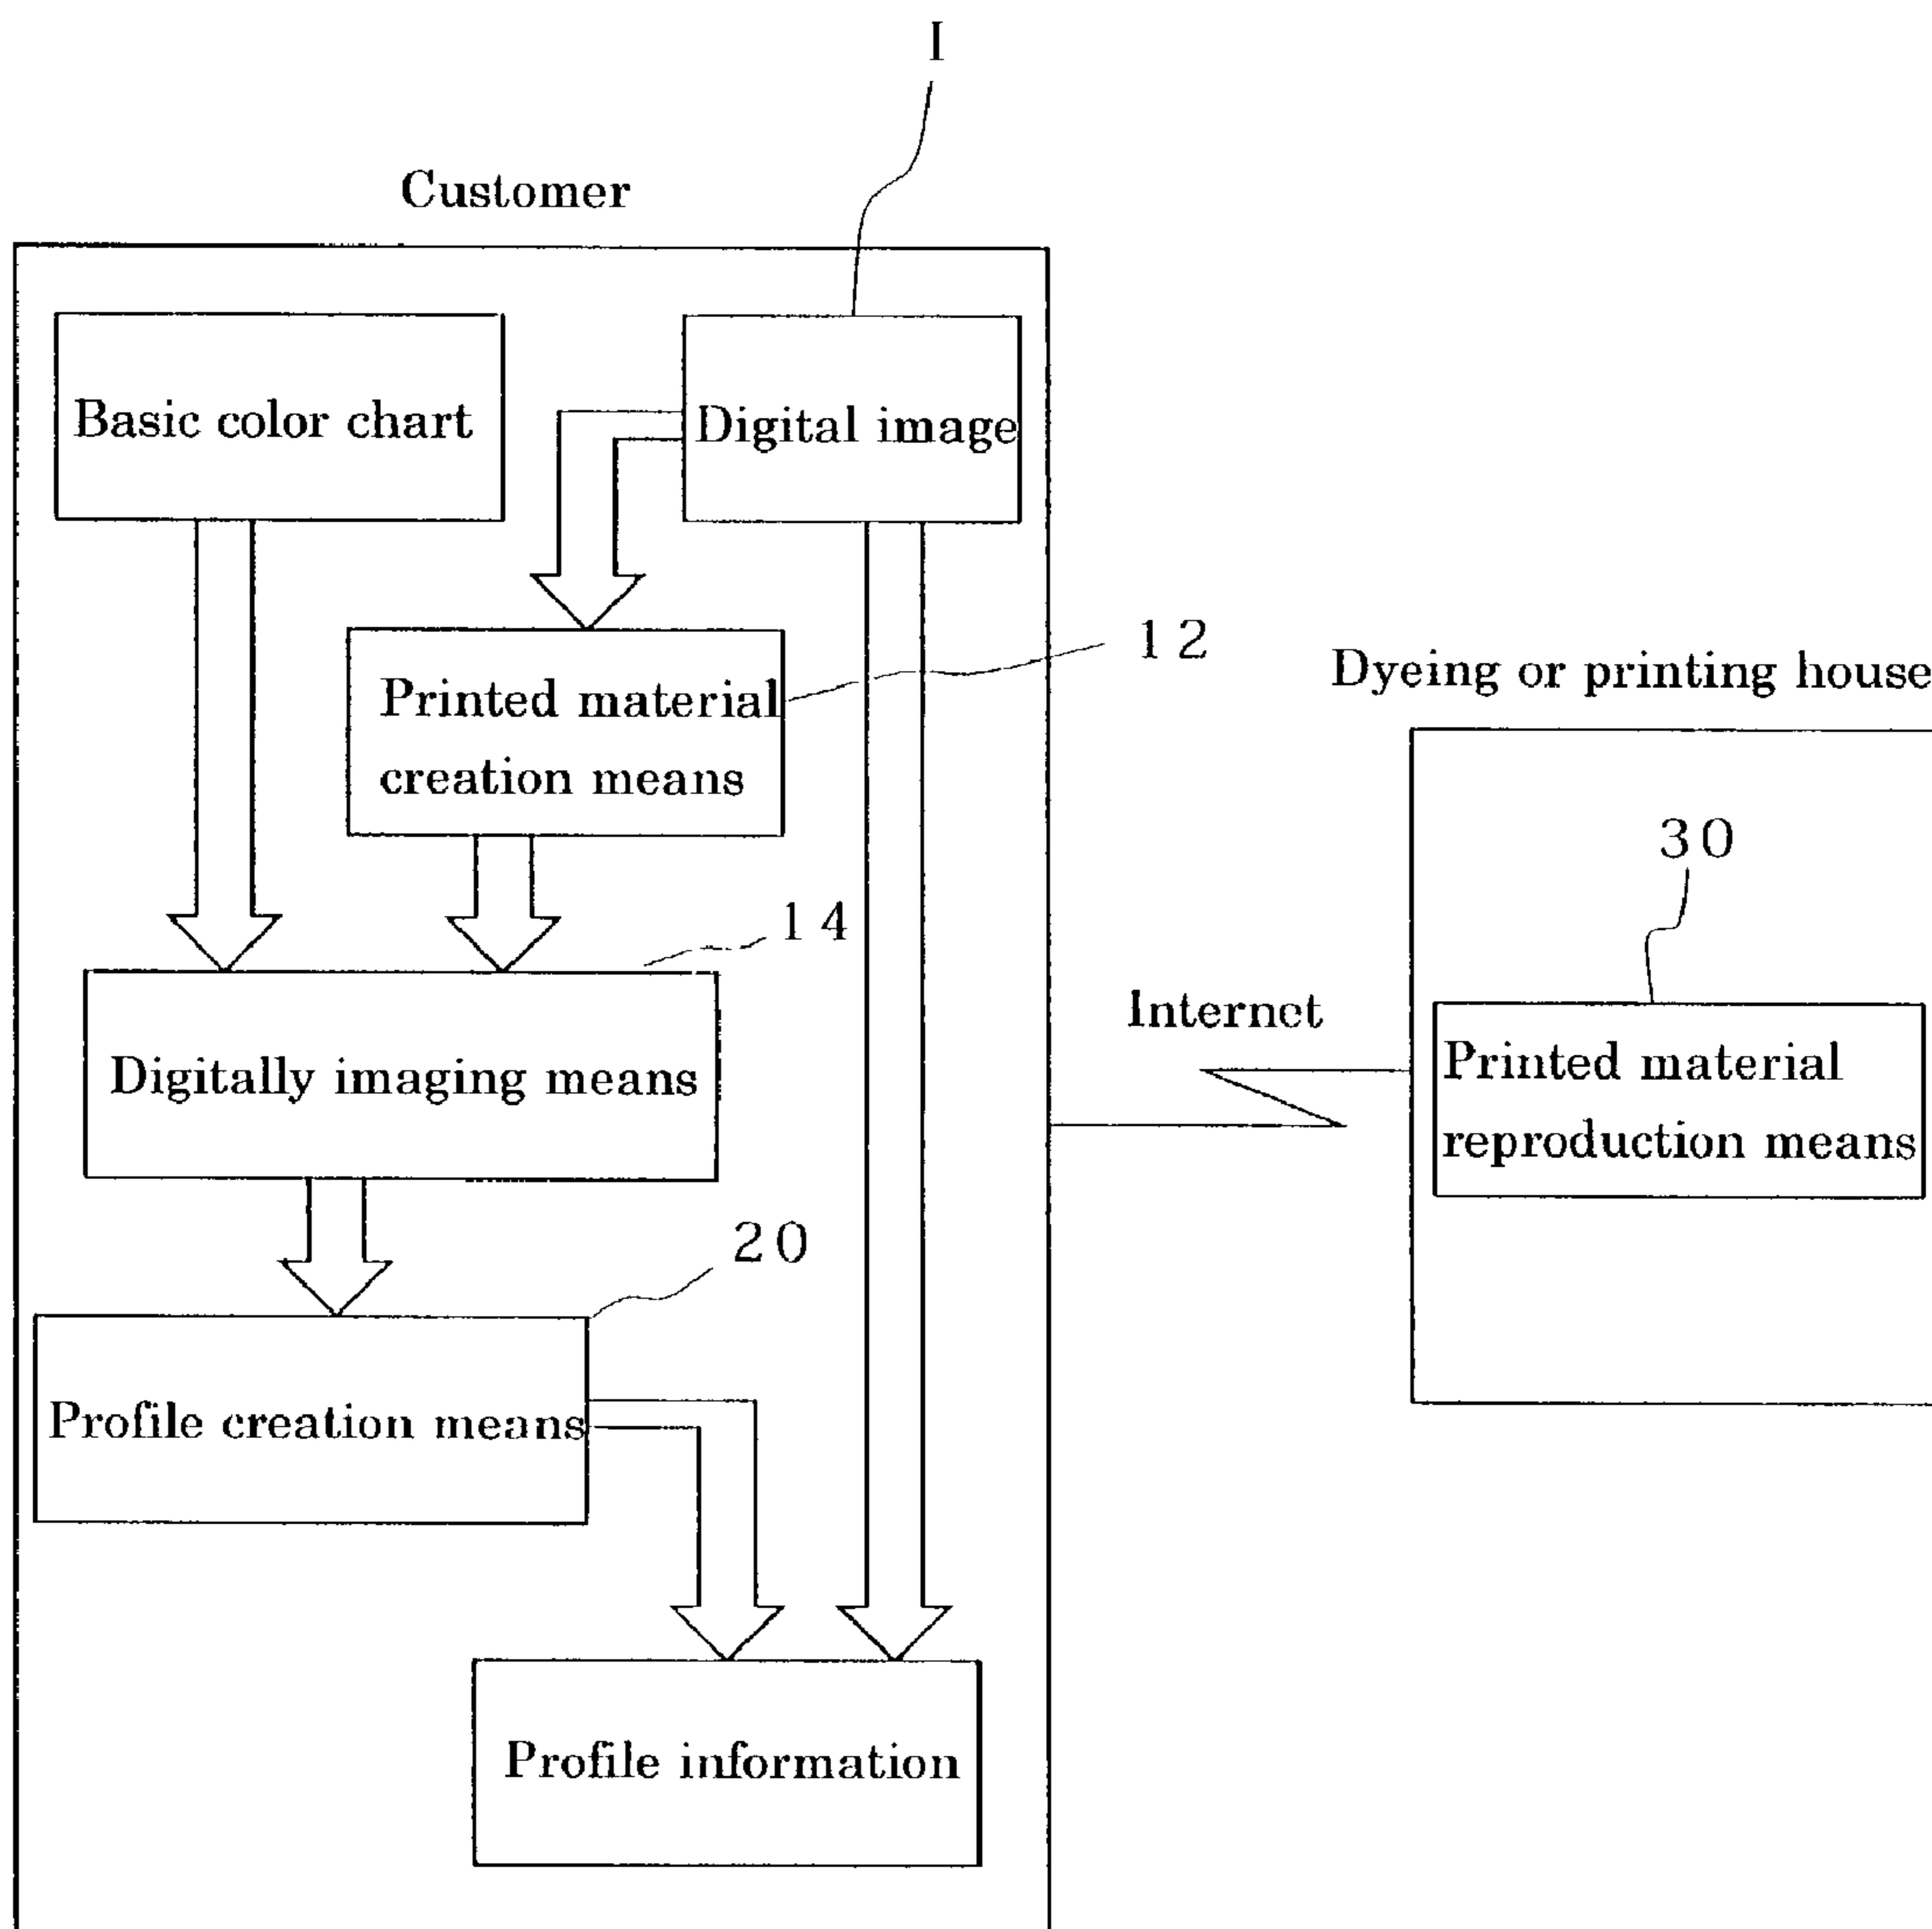 I
Customer
Basic color chart
Digital image
12
Printed material
creation means
Dyeing or printing house
30
14
Internet
Digitally imaging means
Printed material
reproduction means
20
Profile creation means
Profile information